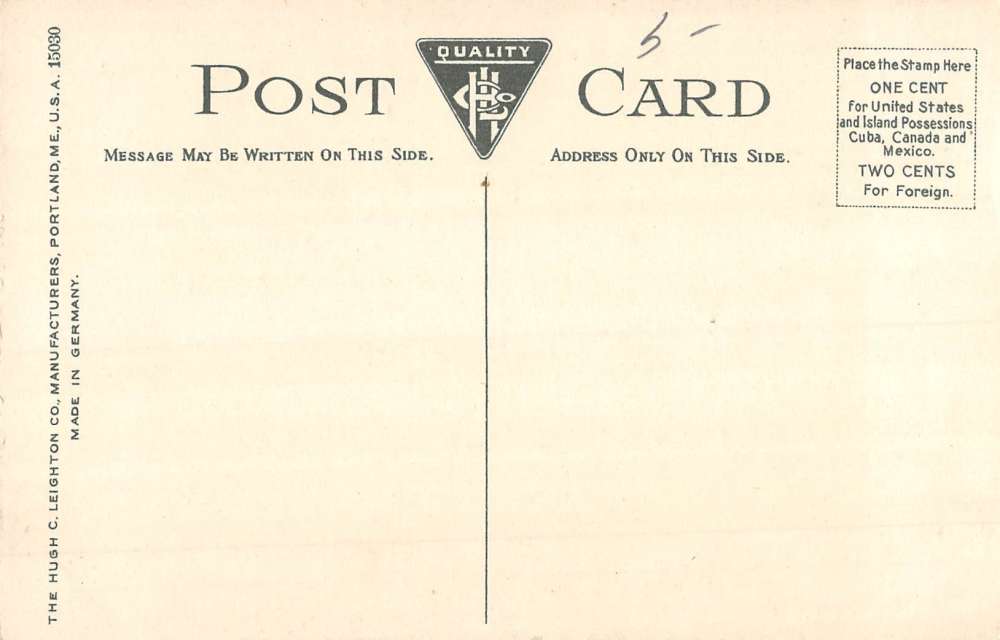 POST CARD
QUALITY
MESSAGE MAY BE WRITTEN ON THIS SIDE.
ADDRESS ONLY ON THIS SIDE.
Place the Stamp Here
ONE CENT
for United States
and Island Possessions
Cuba, Canada and
Mexico.
TWO CENTS
For Foreign.
THE HUGH C. LEIGHTON CO., MANUFACTURERS, PORTLAND, ME., U.S.A. 15030
MADE IN GERMANY.